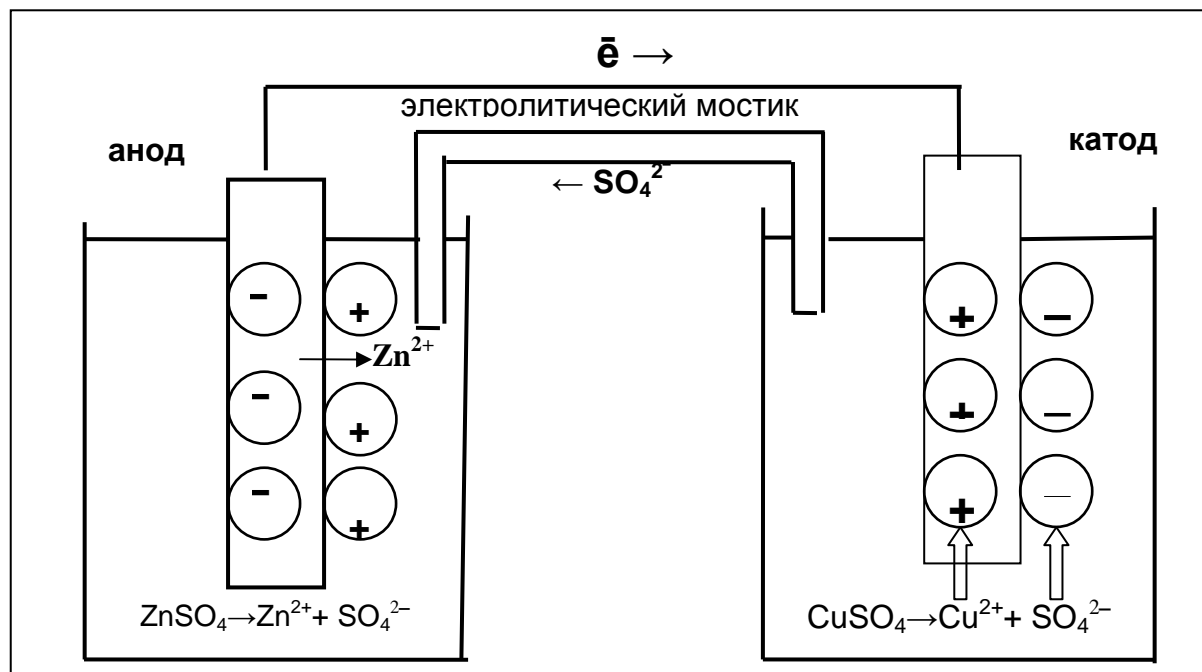 ē →
электролитический мостик
анод
катод
← SO₄²⁻
- + + −
Zn²⁺
- + + −
- + + −
ZnSO₄→Zn²⁺+ SO₄²⁻
CuSO₄→Cu²⁺+ SO₄²⁻